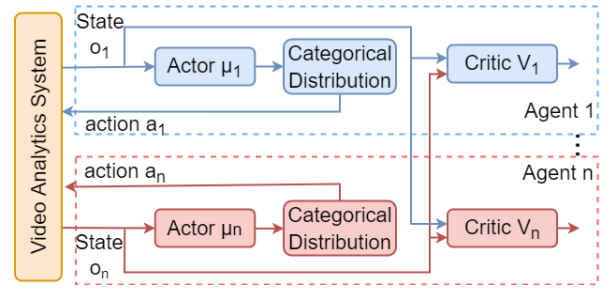 Video Analytics System
State
o1
Actor μ1
Categorical
Distribution
Critic V1
action a1
Agent 1
⋮
action an
Agent n
State
on
Actor μn
Categorical
Distribution
Critic Vn